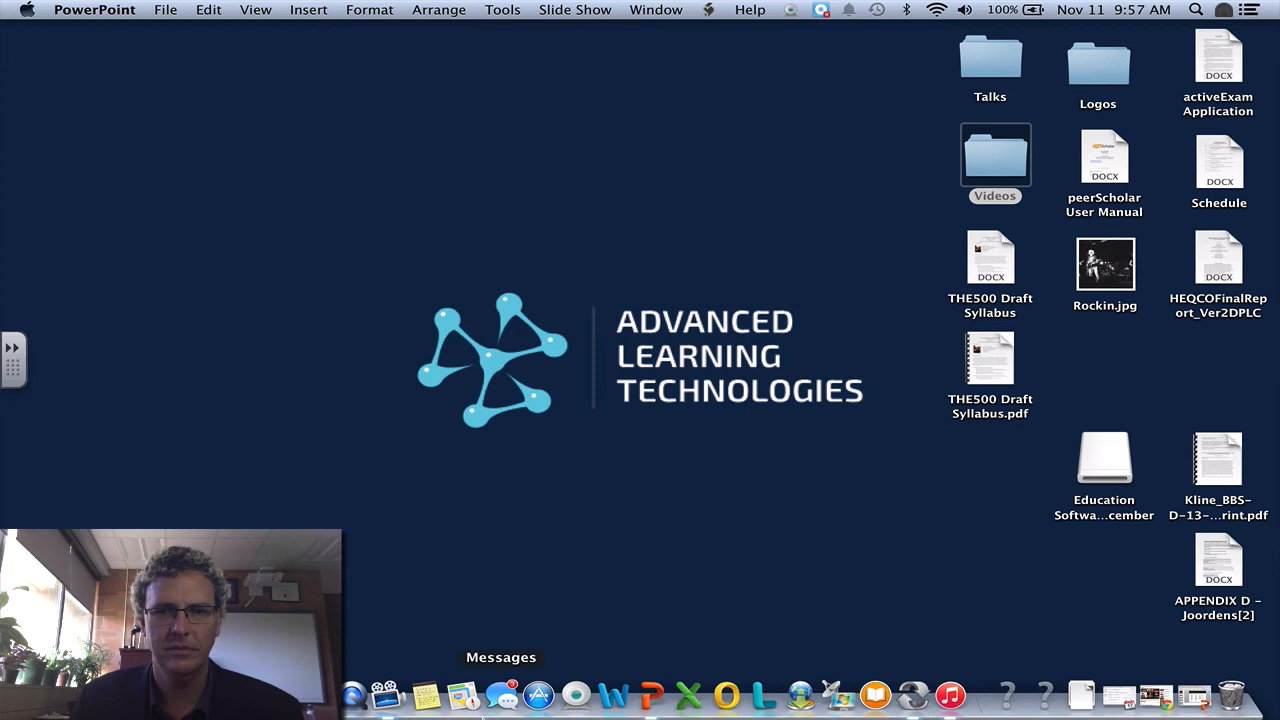 PowerPoint File Edit View Insert Format Arrange Tools Slide Show Window Help 100% Nov 11 9:57 AM
Talks
Logos
DOCX
activeExam
Application
Videos
DOCX
peerScholar
User Manual
DOCX
Schedule
DOCX
THE500 Draft
Syllabus
Rockin.jpg
DOCX
HEQCOFinalRep
ort_Ver2DPLC
THE500 Draft
Syllabus.pdf
ADVANCED
LEARNING
TECHNOLOGIES
Education
Softwa...cember
Kline_BBS-
D-13-...rint.pdf
DOCX
APPENDIX D -
Joordens[2]
Messages